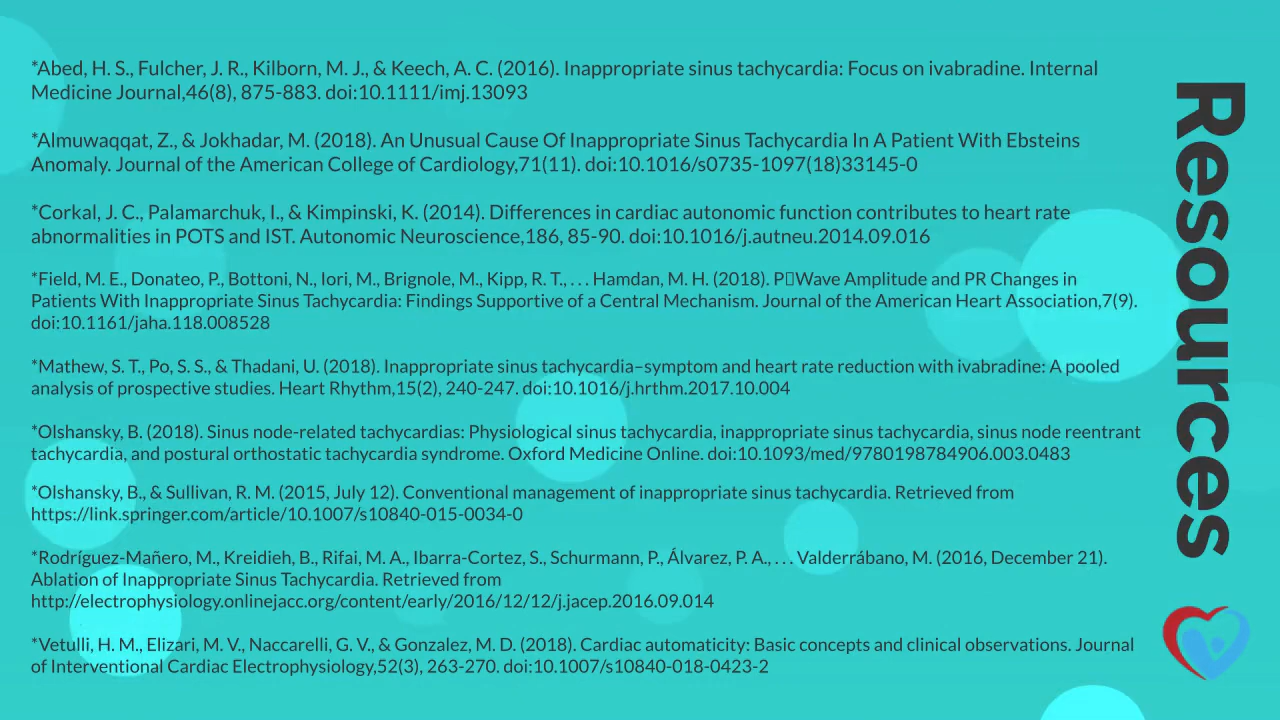 *Abed, H. S., Fulcher, J. R., Kilborn, M. J., & Keech, A. C. (2016). Inappropriate sinus tachycardia: Focus on ivabradine. Internal
Medicine Journal,46(8), 875-883. doi:10.1111/imj.13093
*Almuwaqqat, Z., & Jokhadar, M. (2018). An Unusual Cause Of Inappropriate Sinus Tachycardia In A Patient With Ebsteins
Anomaly. Journal of the American College of Cardiology,71(11). doi:10.1016/s0735-1097(18)33145-0
*Corkal, J. C., Palamarchuk, I., & Kimpinski, K. (2014). Differences in cardiac autonomic function contributes to heart rate
abnormalities in POTS and IST. Autonomic Neuroscience,186, 85-90. doi:10.1016/j.autneu.2014.09.016
*Field, M. E., Donateo, P., Bottoni, N., Iori, M., Brignole, M., Kipp, R. T., . . . Hamdan, M. H. (2018). P▯Wave Amplitude and PR Changes in
Patients With Inappropriate Sinus Tachycardia: Findings Supportive of a Central Mechanism. Journal of the American Heart Association,7(9).
doi:10.1161/jaha.118.008528
*Mathew, S. T., Po, S. S., & Thadani, U. (2018). Inappropriate sinus tachycardia–symptom and heart rate reduction with ivabradine: A pooled
analysis of prospective studies. Heart Rhythm,15(2), 240-247. doi:10.1016/j.hrthm.2017.10.004
*Olshansky, B. (2018). Sinus node-related tachycardias: Physiological sinus tachycardia, inappropriate sinus tachycardia, sinus node reentrant
tachycardia, and postural orthostatic tachycardia syndrome. Oxford Medicine Online. doi:10.1093/med/9780198784906.003.0483
*Olshansky, B., & Sullivan, R. M. (2015, July 12). Conventional management of inappropriate sinus tachycardia. Retrieved from
https://link.springer.com/article/10.1007/s10840-015-0034-0
*Rodríguez-Mañero, M., Kreidieh, B., Rifai, M. A., Ibarra-Cortez, S., Schurmann, P., Álvarez, P. A., . . . Valderrábano, M. (2016, December 21).
Ablation of Inappropriate Sinus Tachycardia. Retrieved from
http://electrophysiology.onlinejacc.org/content/early/2016/12/12/j.jacep.2016.09.014
*Vetulli, H. M., Elizari, M. V., Naccarelli, G. V., & Gonzalez, M. D. (2018). Cardiac automaticity: Basic concepts and clinical observations. Journal
of Interventional Cardiac Electrophysiology,52(3), 263-270. doi:10.1007/s10840-018-0423-2
Resources